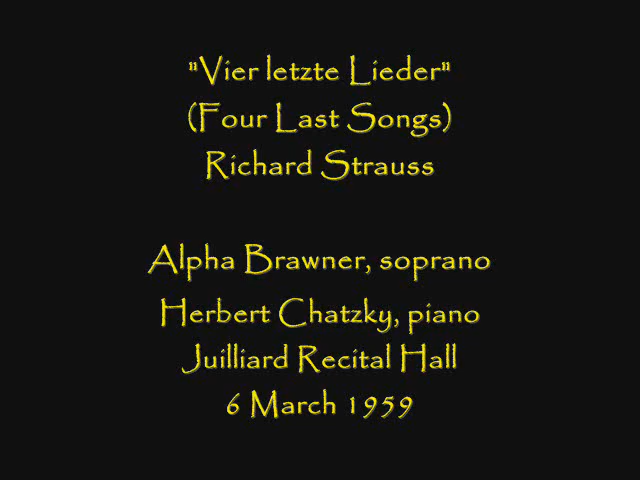 "Vier letzte Lieder"
(Four Last Songs)
Richard Strauss
Alpha Brawner, soprano
Herbert Chatzky, piano
Juilliard Recital Hall
6 March 1959